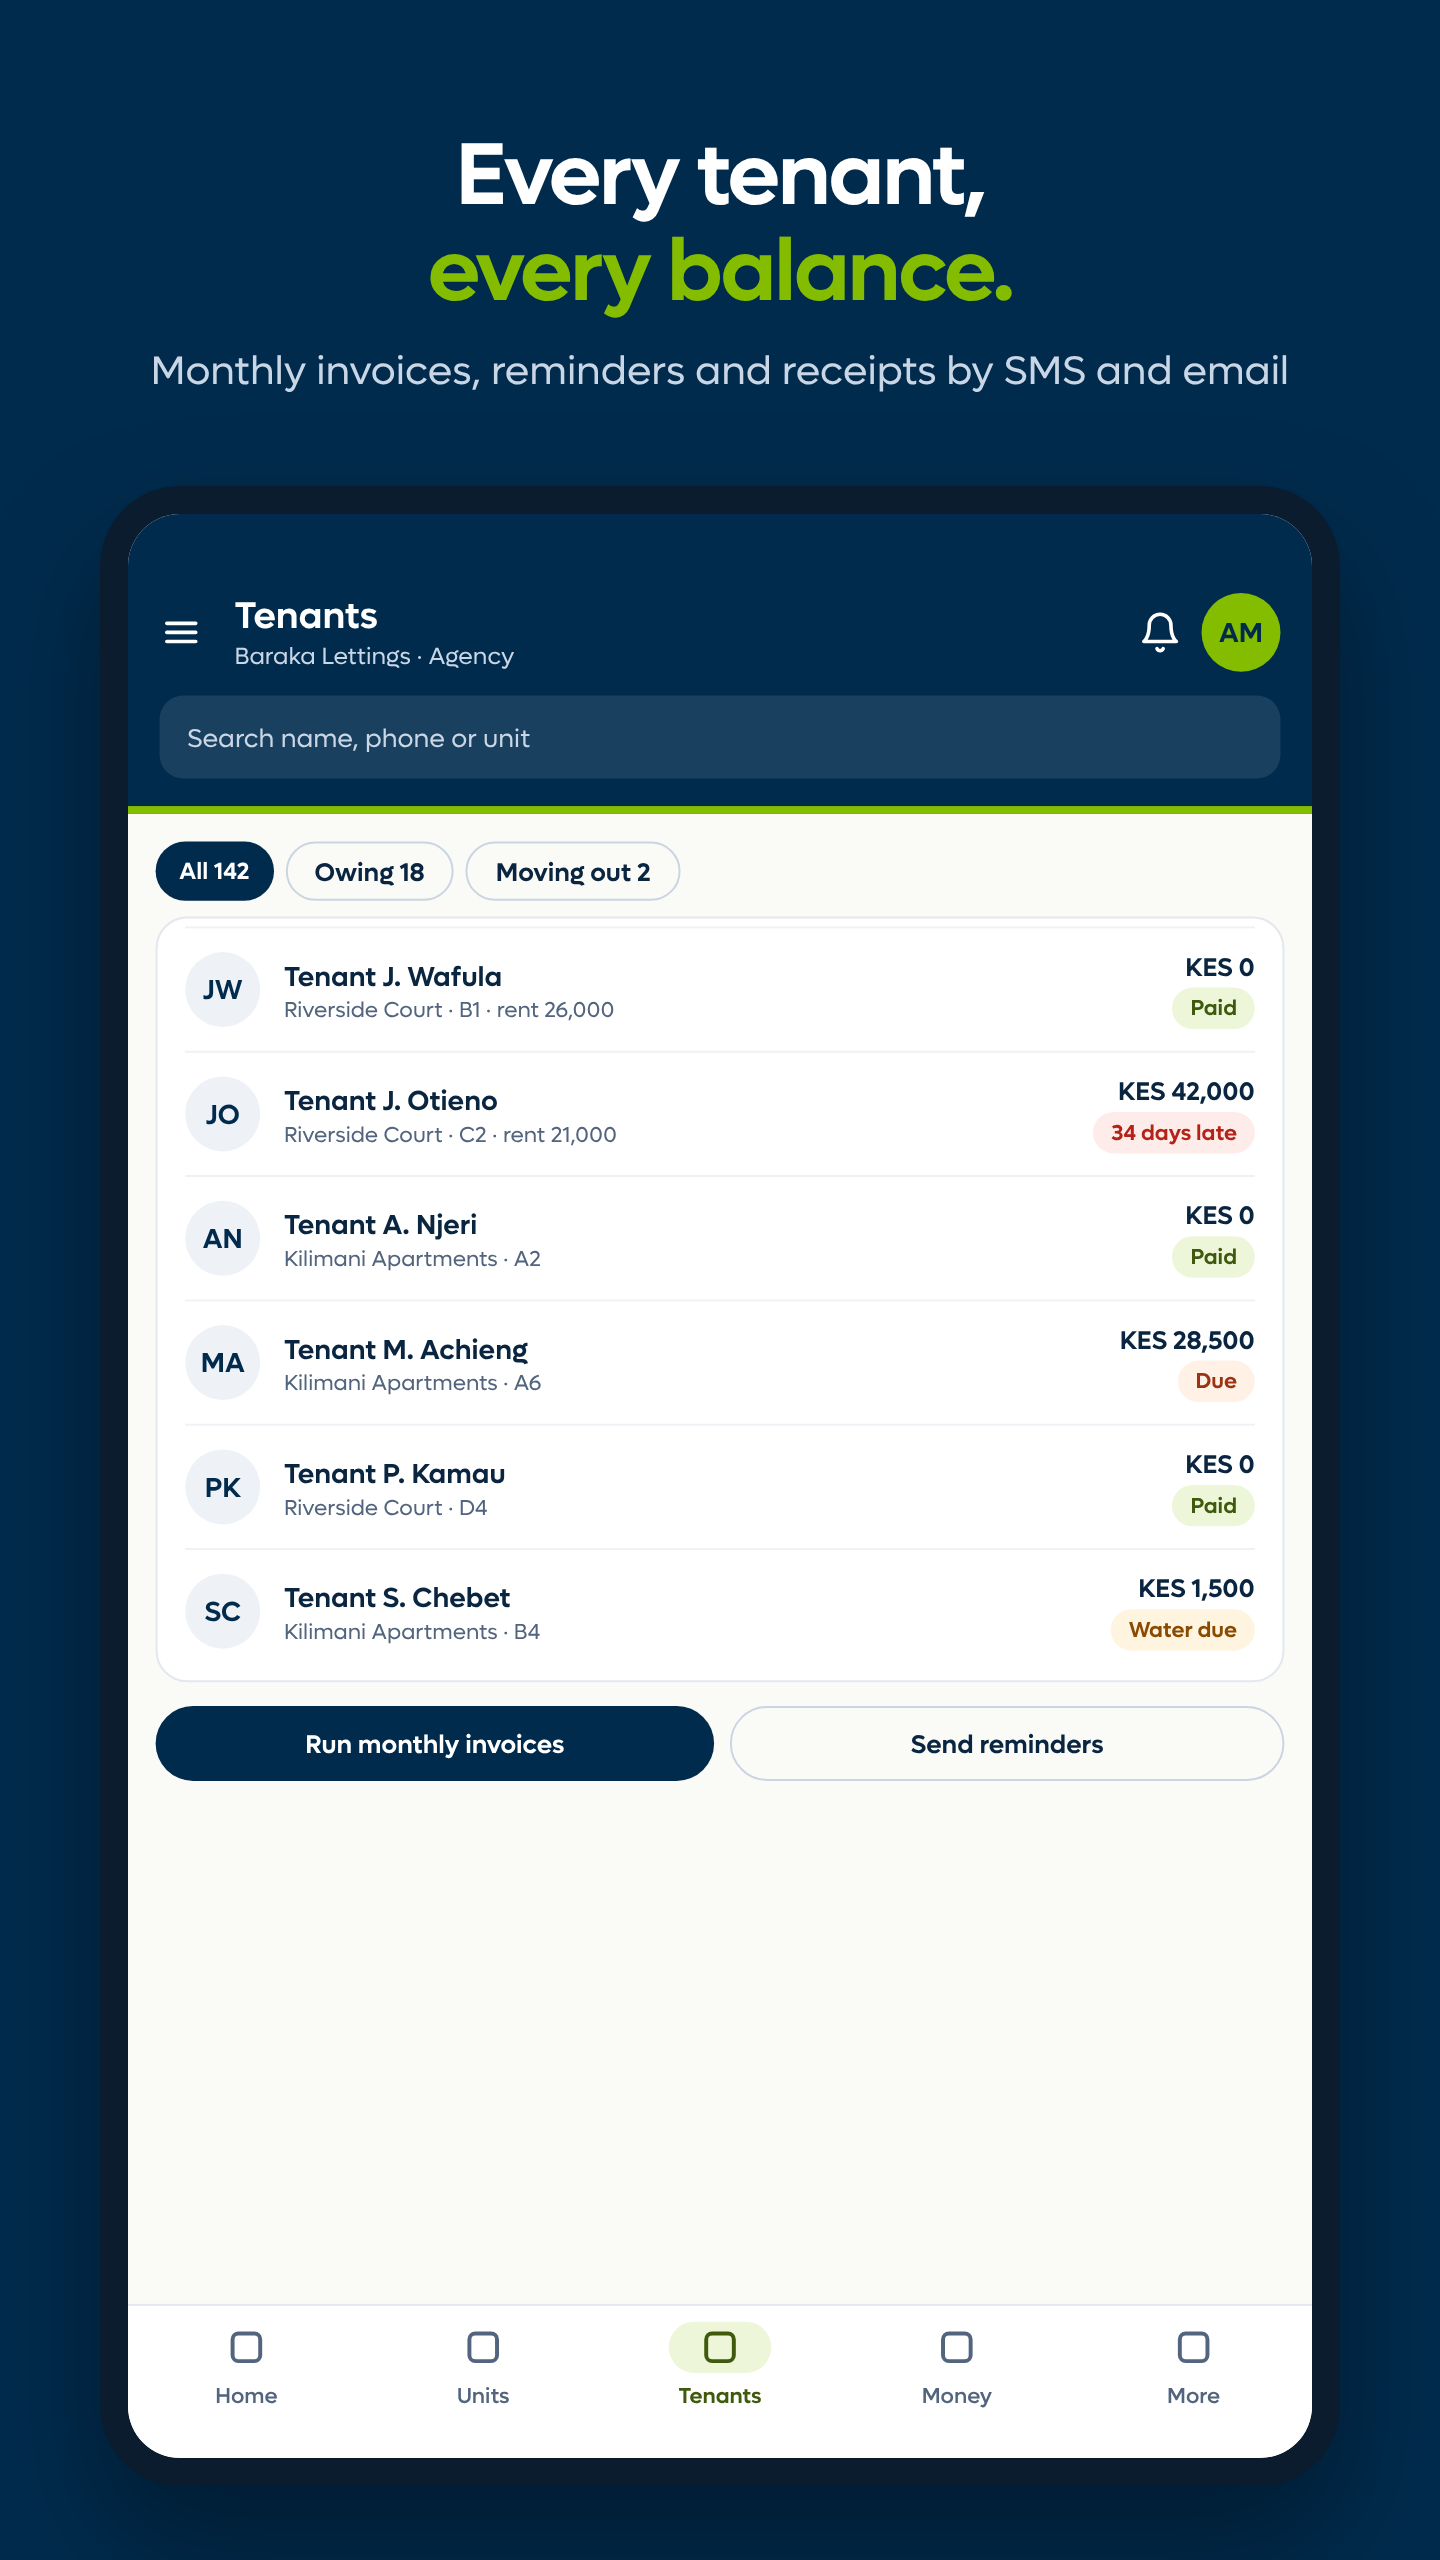 Every tenant,
every balance.
Monthly invoices, reminders and receipts by SMS and email
Tenants
Baraka Lettings · Agency
AM
Search name, phone or unit
All 142
Owing 18
Moving out 2
JW
Tenant J. Wafula
Riverside Court · B1 · rent 26,000
KES 0
Paid
JO
Tenant J. Otieno
Riverside Court · C2 · rent 21,000
KES 42,000
34 days late
AN
Tenant A. Njeri
Kilimani Apartments · A2
KES 0
Paid
MA
Tenant M. Achieng
Kilimani Apartments · A6
KES 28,500
Due
PK
Tenant P. Kamau
Riverside Court · D4
KES 0
Paid
SC
Tenant S. Chebet
Kilimani Apartments · B4
KES 1,500
Water due
Run monthly invoices
Send reminders
Home
Units
Tenants
Money
More